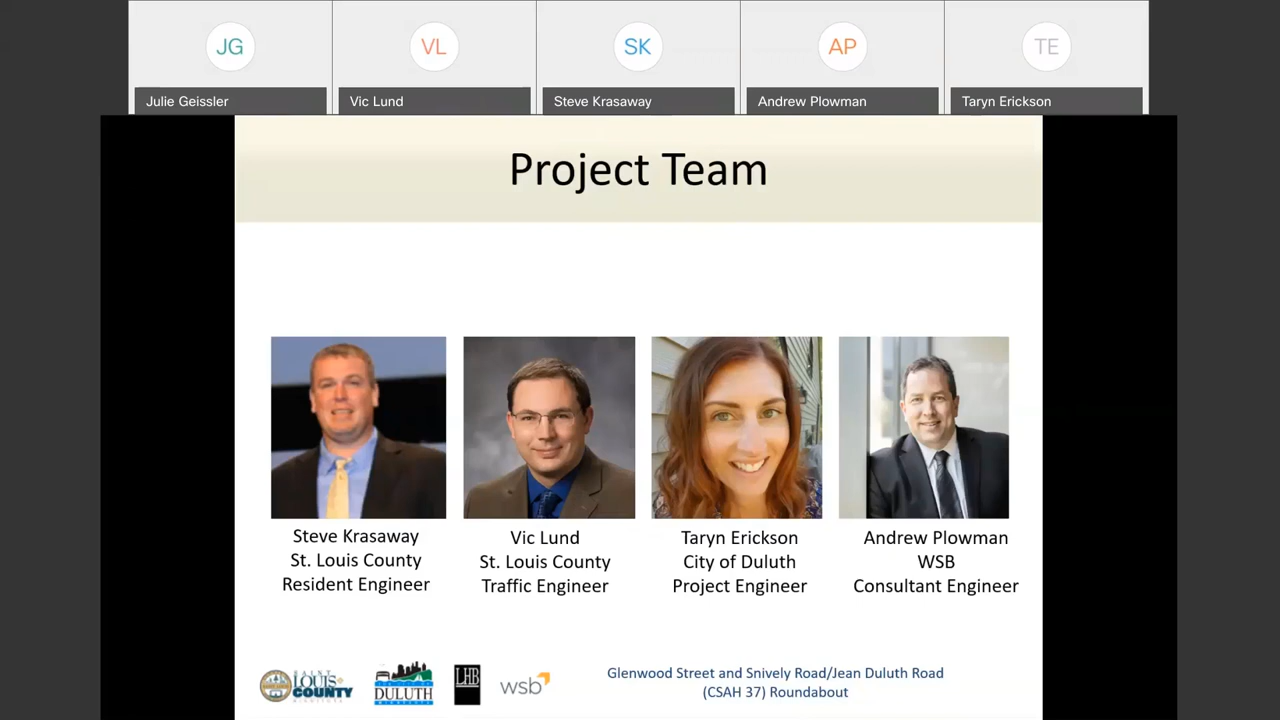 JG
VL
SK
AP
TE
Julie Geissler
Vic Lund
Steve Krasaway
Andrew Plowman
Taryn Erickson
Project Team
Steve Krasaway
St. Louis County
Resident Engineer
Vic Lund
St. Louis County
Traffic Engineer
Taryn Erickson
City of Duluth
Project Engineer
Andrew Plowman
WSB
Consultant Engineer
SAINT
LOUIS
COUNTY
MINNESOTA
DULUTH
MINNESOTA
LHB
wsb
Glenwood Street and Snively Road/Jean Duluth Road
(CSAH 37) Roundabout